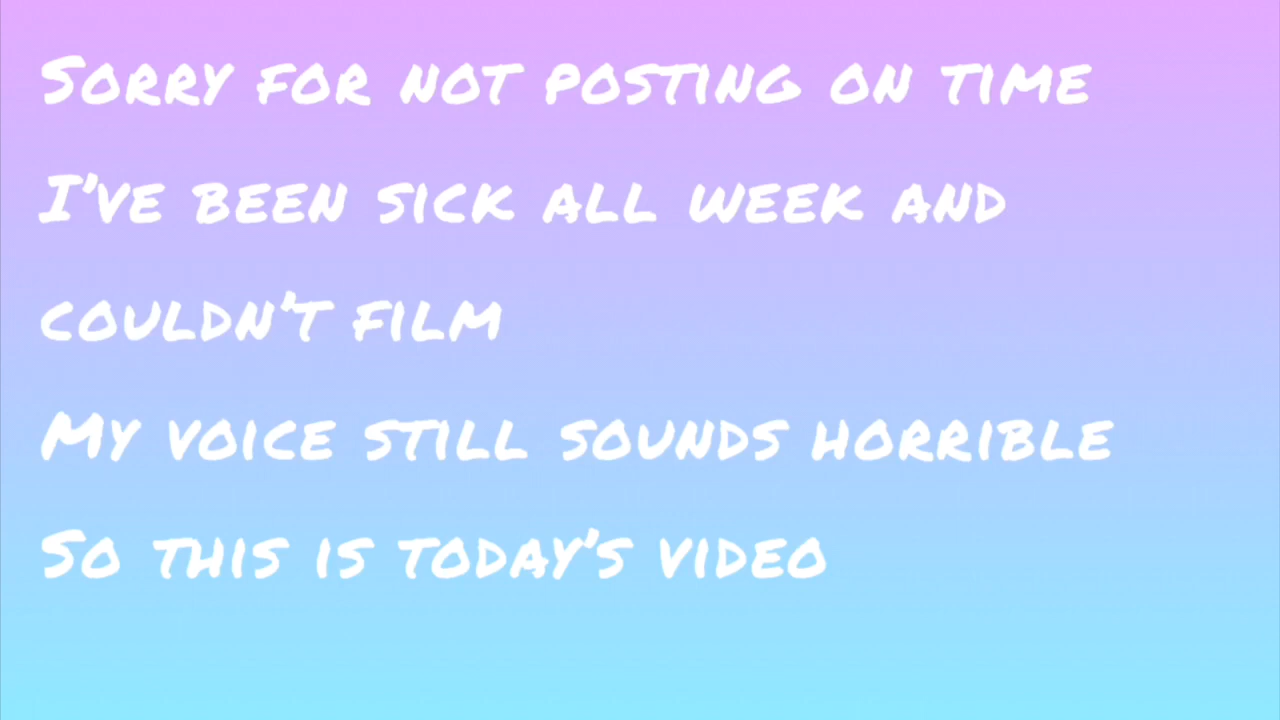 Sorry for not posting on time
I've been sick all week and
couldn't film
My voice still sounds horrible
So this is today's video